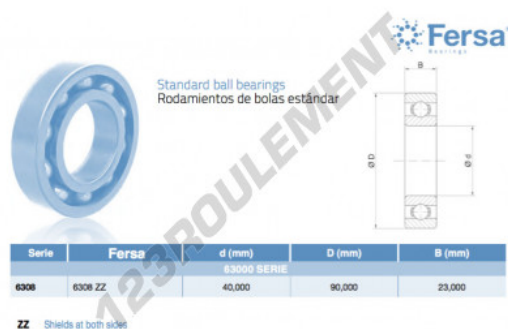 Fersa
Bearings
Standard ball bearings
Rodamientos de bolas estándar
B
Ø D
Ø d
Serie Fersa d (mm) D (mm) B (mm)
63000 SERIE
6308 6308 ZZ 40,000 90,000 23,000
ZZ Shields at both sides
123ROULEMENT